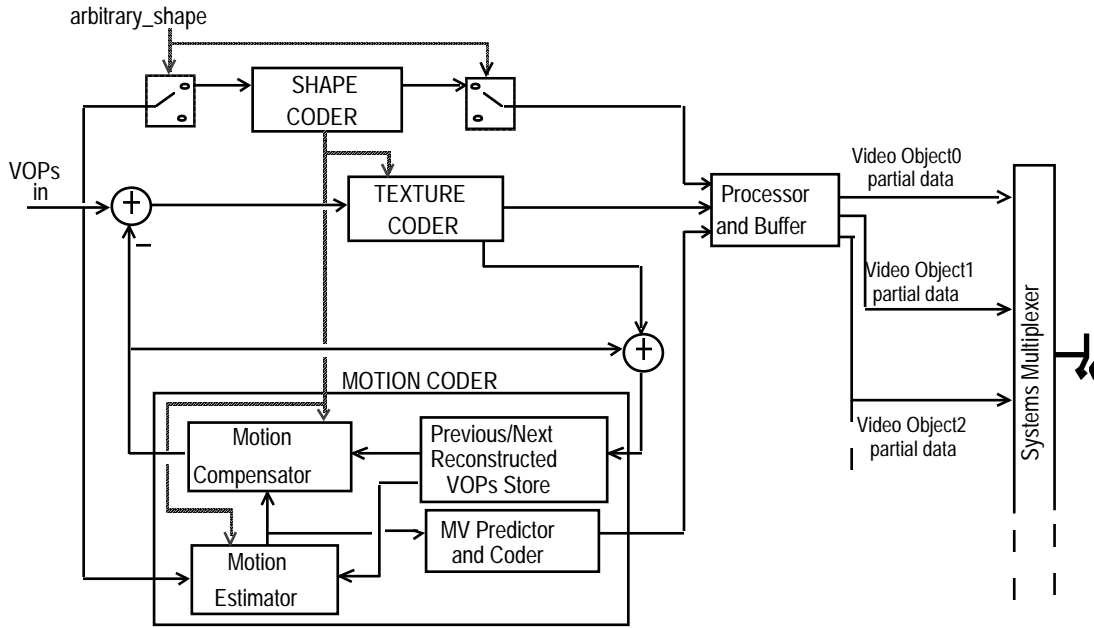 arbitrary_shape
SHAPE
CODER
VOPs
in
+
−
TEXTURE
CODER
Processor
and Buffer
Video Object0
partial data
Video Object1
partial data
Video Object2
partial data
Systems Multiplexer
+
MOTION CODER
Motion
Compensator
Previous/Next
Reconstructed
VOPs Store
MV Predictor
and Coder
Motion
Estimator